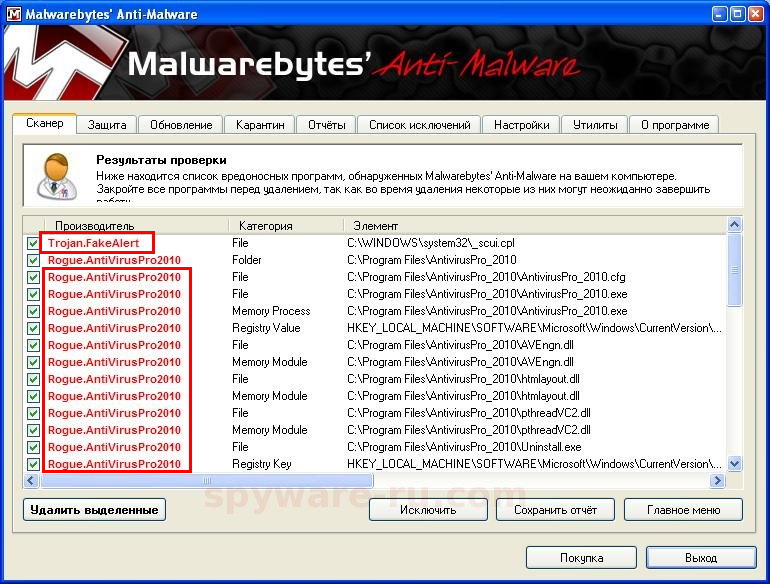 Malwarebytes' Anti-Malware
Malwarebytes' Anti-Malware
Сканер Защита Обновление Карантин Отчёты Список исключений Настройки Утилиты О программе
Результаты проверки
Ниже находится список вредоносных программ, обнаруженных Malwarebytes' Anti-Malware на вашем компьютере.
Закройте все программы перед удалением, так как во время удаления некоторые из них могут неожиданно завершить
работу
Производитель Категория Элемент
Trojan.FakeAlert File C:\WINDOWS\system32\_scui.cpl
Rogue.AntiVirusPro2010 Folder C:\Program Files\AntivirusPro_2010
Rogue.AntiVirusPro2010 File C:\Program Files\AntivirusPro_2010\AntivirusPro_2010.cfg
Rogue.AntiVirusPro2010 File C:\Program Files\AntivirusPro_2010\AntivirusPro_2010.exe
Rogue.AntiVirusPro2010 Memory Process C:\Program Files\AntivirusPro_2010\AntivirusPro_2010.exe
Rogue.AntiVirusPro2010 Registry Value HKEY_LOCAL_MACHINE\SOFTWARE\Microsoft\Windows\CurrentVersion\...
Rogue.AntiVirusPro2010 File C:\Program Files\AntivirusPro_2010\AVEngn.dll
Rogue.AntiVirusPro2010 Memory Module C:\Program Files\AntivirusPro_2010\AVEngn.dll
Rogue.AntiVirusPro2010 File C:\Program Files\AntivirusPro_2010\htmlayout.dll
Rogue.AntiVirusPro2010 Memory Module C:\Program Files\AntivirusPro_2010\htmlayout.dll
Rogue.AntiVirusPro2010 File C:\Program Files\AntivirusPro_2010\pthreadVC2.dll
Rogue.AntiVirusPro2010 Memory Module C:\Program Files\AntivirusPro_2010\pthreadVC2.dll
Rogue.AntiVirusPro2010 File C:\Program Files\AntivirusPro_2010\Uninstall.exe
Rogue.AntiVirusPro2010 Registry Key HKEY_LOCAL_MACHINE\SOFTWARE\Microsoft\Windows\CurrentVersion\...
spyware-ru.com
Удалить выделенные Исключить Сохранить отчёт Главное меню
Покупка Выход